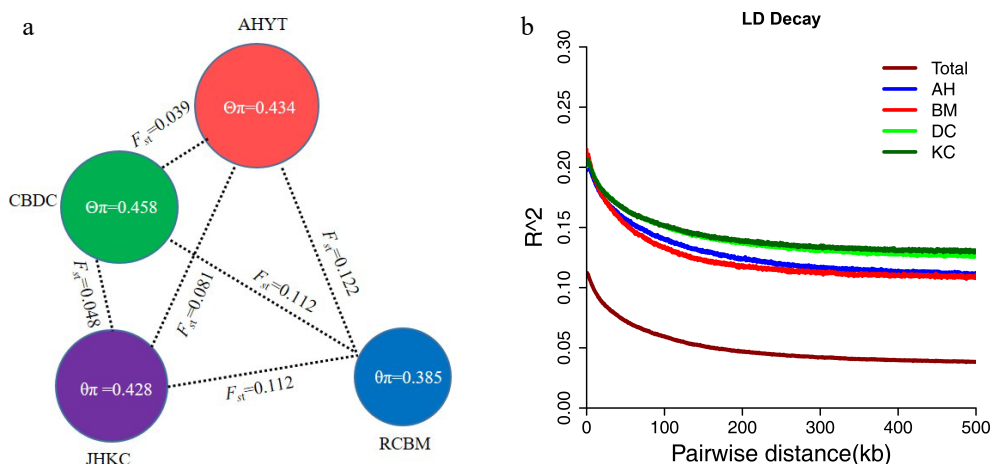 a
AHYT
Θπ=0.434
Fst=0.039
CBDC
Θπ=0.458
Fst=0.048
Fst=0.081
Fst=0.112
Fst=0.122
θπ =0.428
Fst=0.112
θπ=0.385
JHKC
RCBM
b
LD Decay
Total
AH
BM
DC
KC
R^2
0.30
0.25
0.20
0.15
0.10
0.05
0.00
0 100 200 300 400 500
Pairwise distance(kb)